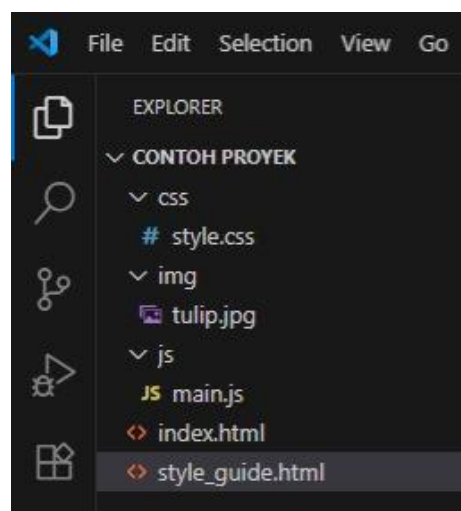 File Edit Selection View Go
EXPLORER
CONTOH PROYEK
css
# style.css
img
tulip.jpg
js
JS main.js
index.html
style_guide.html